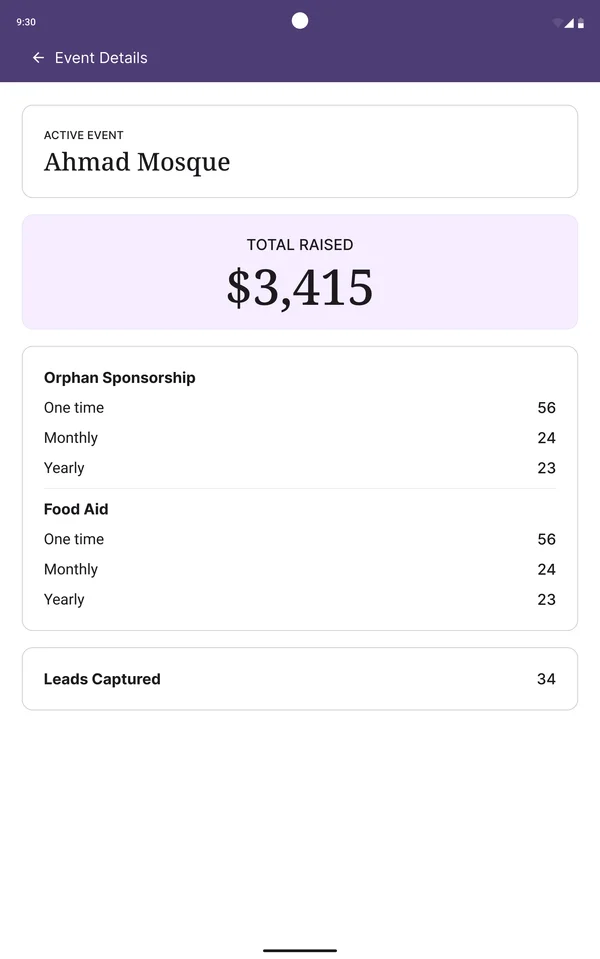 9:30
Event Details
ACTIVE EVENT
Ahmad Mosque
TOTAL RAISED
$3,415
Orphan Sponsorship
One time 56
Monthly 24
Yearly 23
Food Aid
One time 56
Monthly 24
Yearly 23
Leads Captured 34